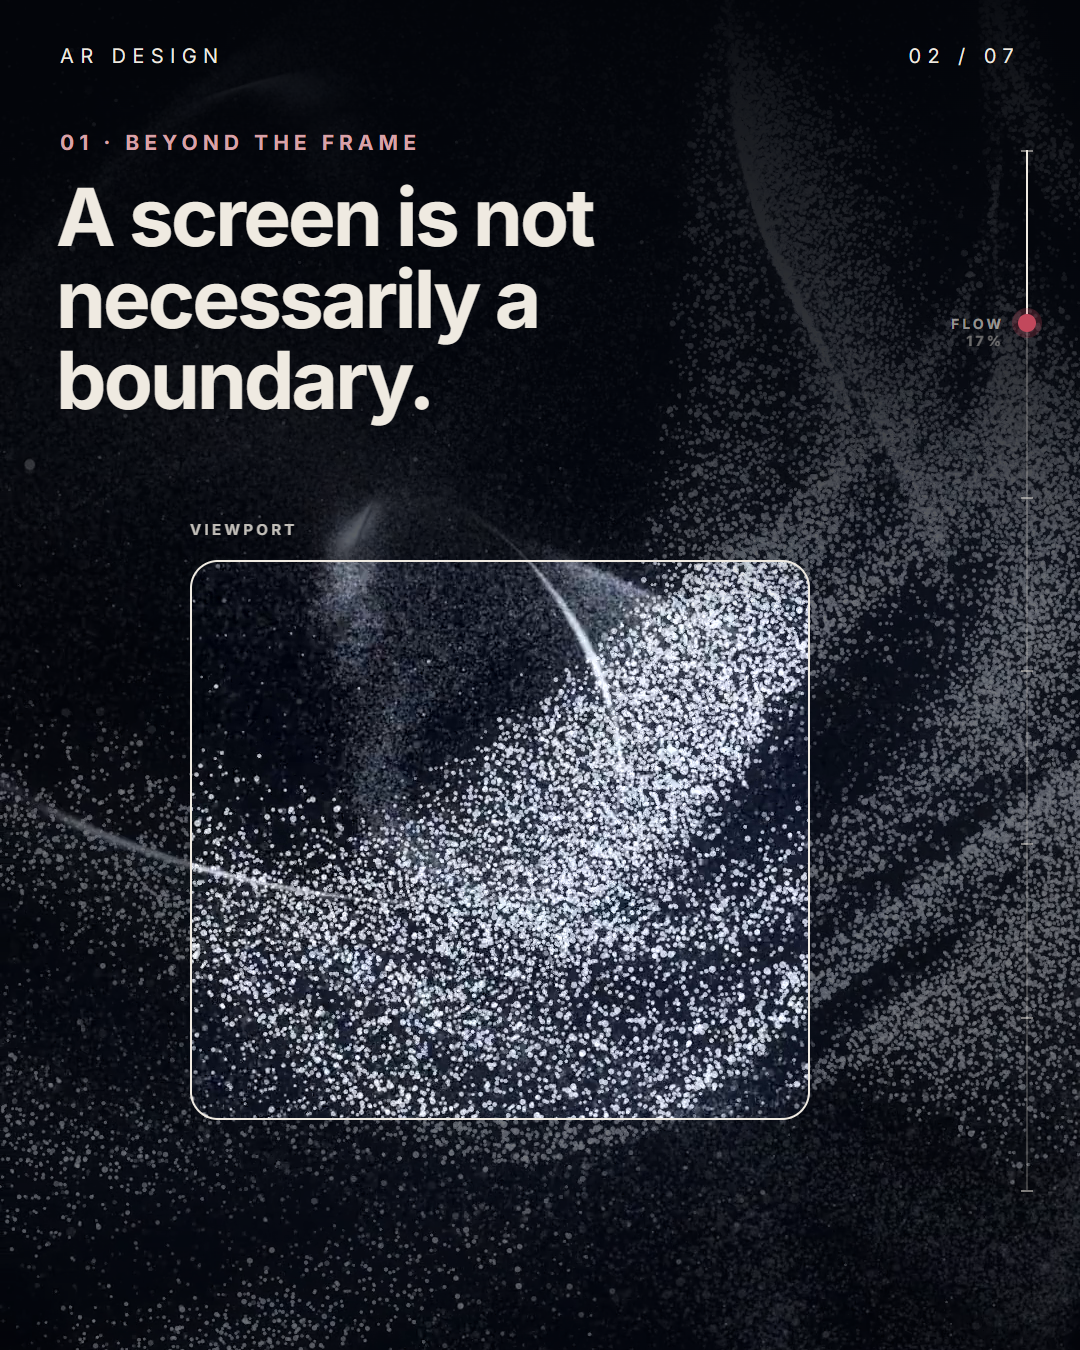 AR DESIGN
02 / 07
01 · BEYOND THE FRAME
A screen is not
necessarily a
boundary.
FLOW
17%
VIEWPORT